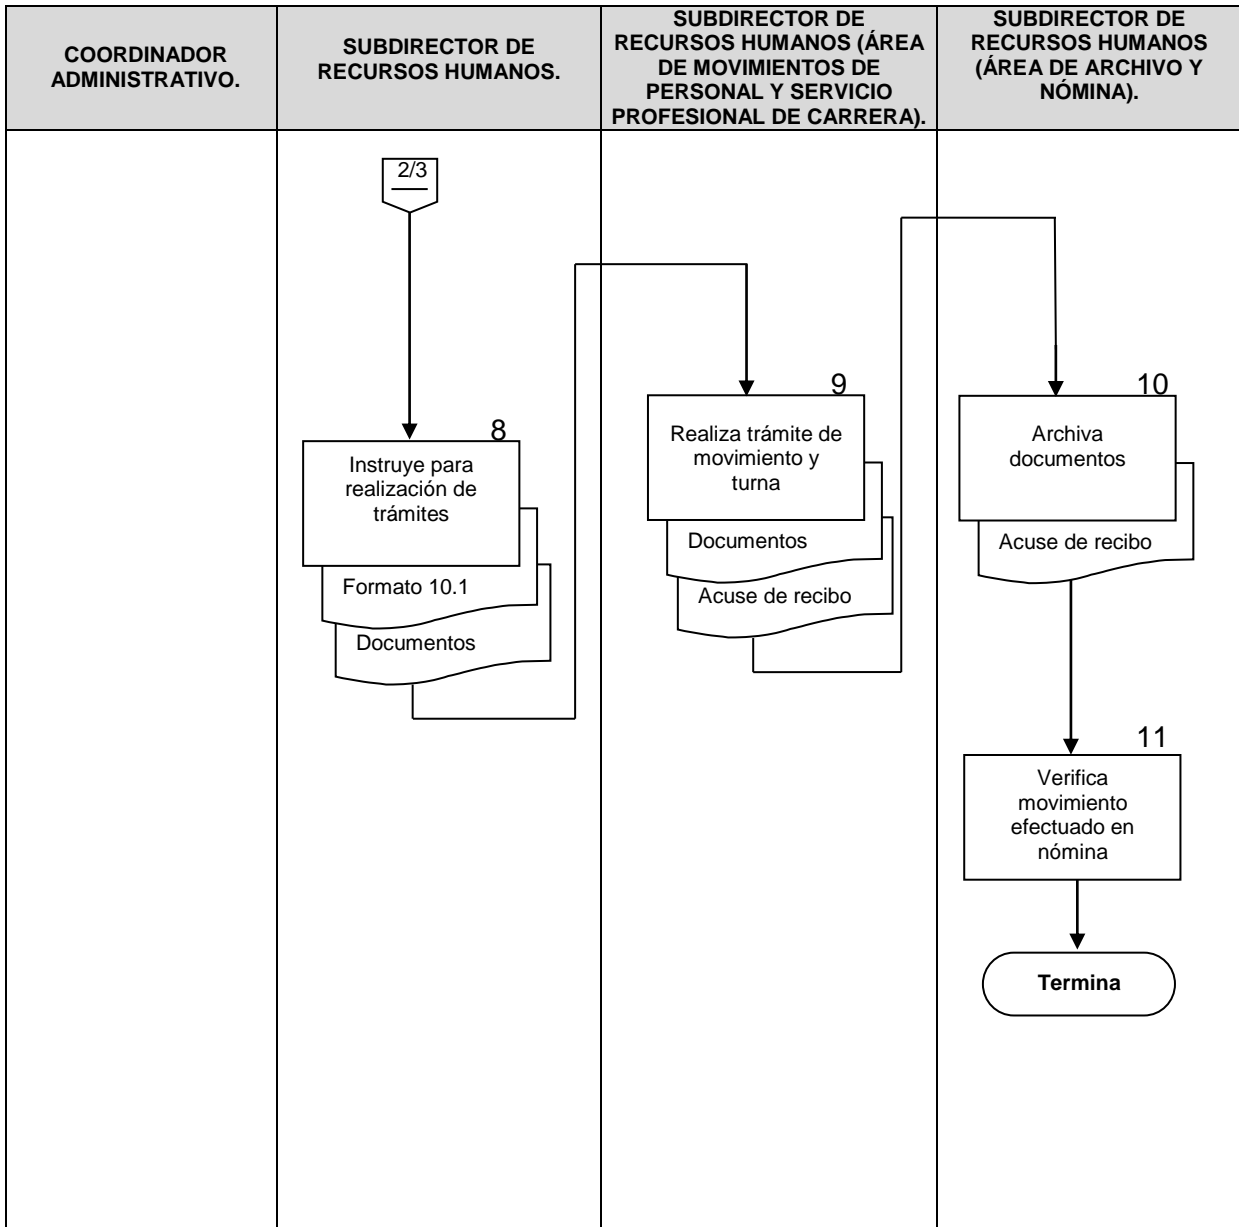 COORDINADOR
ADMINISTRATIVO.
SUBDIRECTOR DE
RECURSOS HUMANOS.
SUBDIRECTOR DE
RECURSOS HUMANOS (ÁREA
DE MOVIMIENTOS DE
PERSONAL Y SERVICIO
PROFESIONAL DE CARRERA).
SUBDIRECTOR DE
RECURSOS HUMANOS
(ÁREA DE ARCHIVO Y
NÓMINA).
2/3
8
Instruye para
realización de
trámites
Formato 10.1
Documentos
9
Realiza trámite de
movimiento y
turna
Documentos
Acuse de recibo
10
Archiva
documentos
Acuse de recibo
11
Verifica
movimiento
efectuado en
nómina
Termina